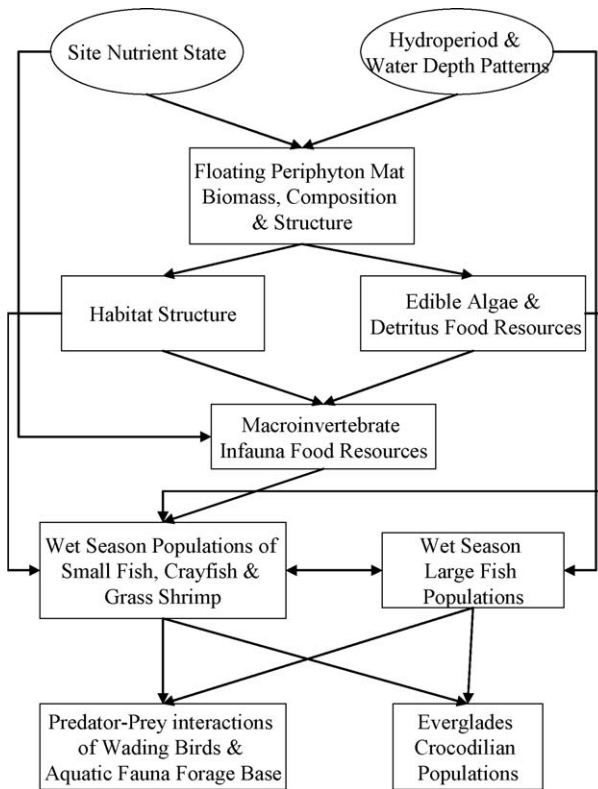 Site Nutrient State
Hydroperiod &
Water Depth Patterns
Floating Periphyton Mat
Biomass, Composition
& Structure
Habitat Structure
Edible Algae &
Detritus Food Resources
Macroinvertebrate
Infauna Food Resources
Wet Season Populations of
Small Fish, Crayfish &
Grass Shrimp
Wet Season
Large Fish
Populations
Predator-Prey interactions
of Wading Birds &
Aquatic Fauna Forage Base
Everglades
Crocodilian
Populations